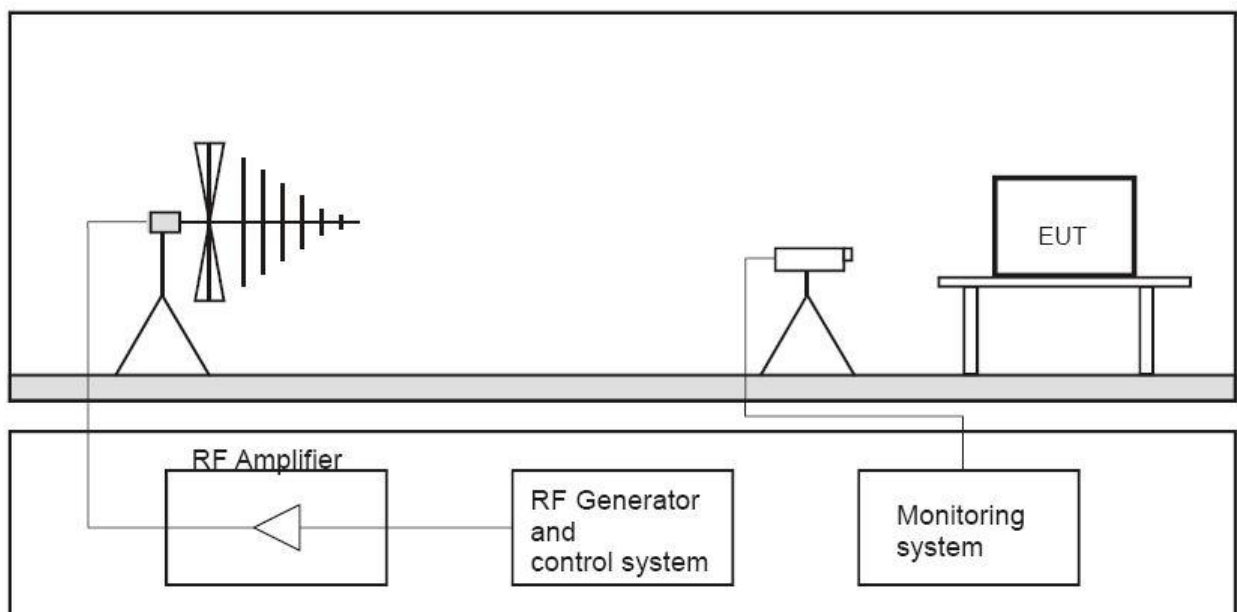 EUT
RF Amplifier
RF Generator
and
control system
Monitoring
system